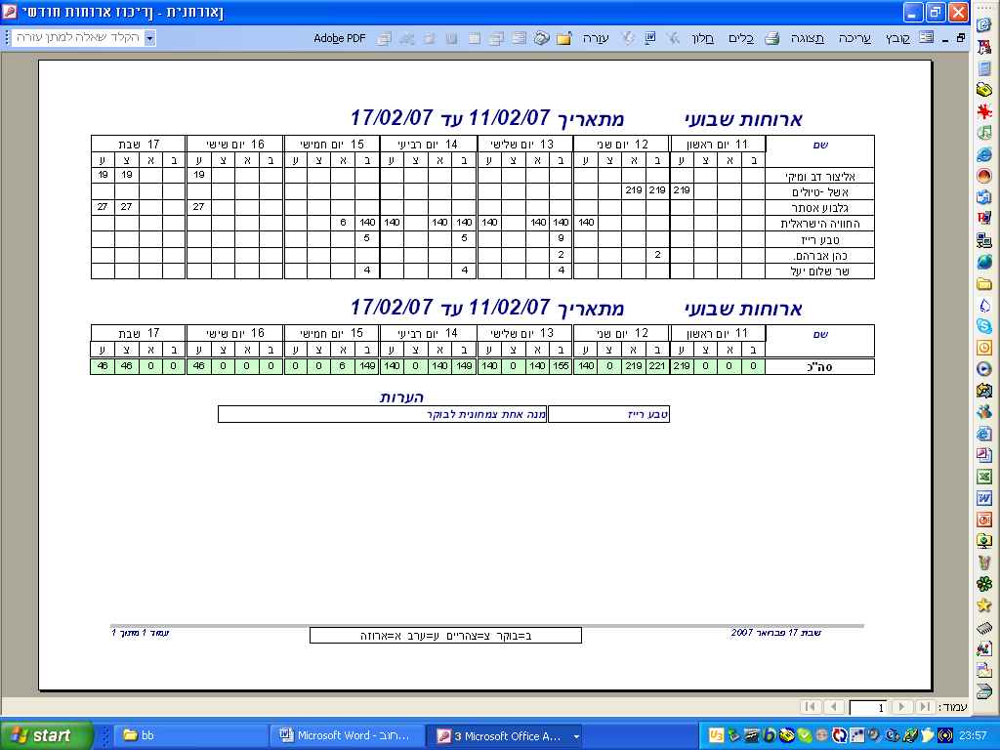 [אורחנית - [ריכוז ארוחות חודשי
קובץ עריכה תצוגה כלים חלון עזרה Adobe PDF הקלד שאלה למתן עזרה
ארוחות שבועי מתאריך 11/02/07 עד 17/02/07
שם 11 יום ראשון 12 יום שני 13 יום שלישי 14 יום רביעי 15 יום חמישי 16 יום שישי 17 שבת
ב א צ ע ב א צ ע ב א צ ע ב א צ ע ב א צ ע ב א צ ע ב א צ ע
אליצור דב ומיקי 19 19 19
אשל -טיולים 219 219 219
גלבוע אסתר 27 27 27
החוויה הישראלית 140 140 140 140 140 140 140 140 6
טבע רייז 9 5 5
כהן אברהם. 2 2
שר שלום יעל 4 4 4
ארוחות שבועי מתאריך 11/02/07 עד 17/02/07
שם 11 יום ראשון 12 יום שני 13 יום שלישי 14 יום רביעי 15 יום חמישי 16 יום שישי 17 שבת
ב א צ ע ב א צ ע ב א צ ע ב א צ ע ב א צ ע ב א צ ע ב א צ ע
סה"כ 0 0 0 219 221 219 0 140 155 140 0 140 149 140 0 140 149 6 0 0 0 0 0 46 0 0 46 46
הערות
טבע רייז מנה אחת צמחונית לבוקר
שבת 17 פברואר 2007 ב=בוקר צ=צהריים ע=ערב א=ארוזה עמוד 1 מתוך 1
עמוד: 1
start bb Microsoft Word - רחוב... 3 Microsoft Office A... 23:57